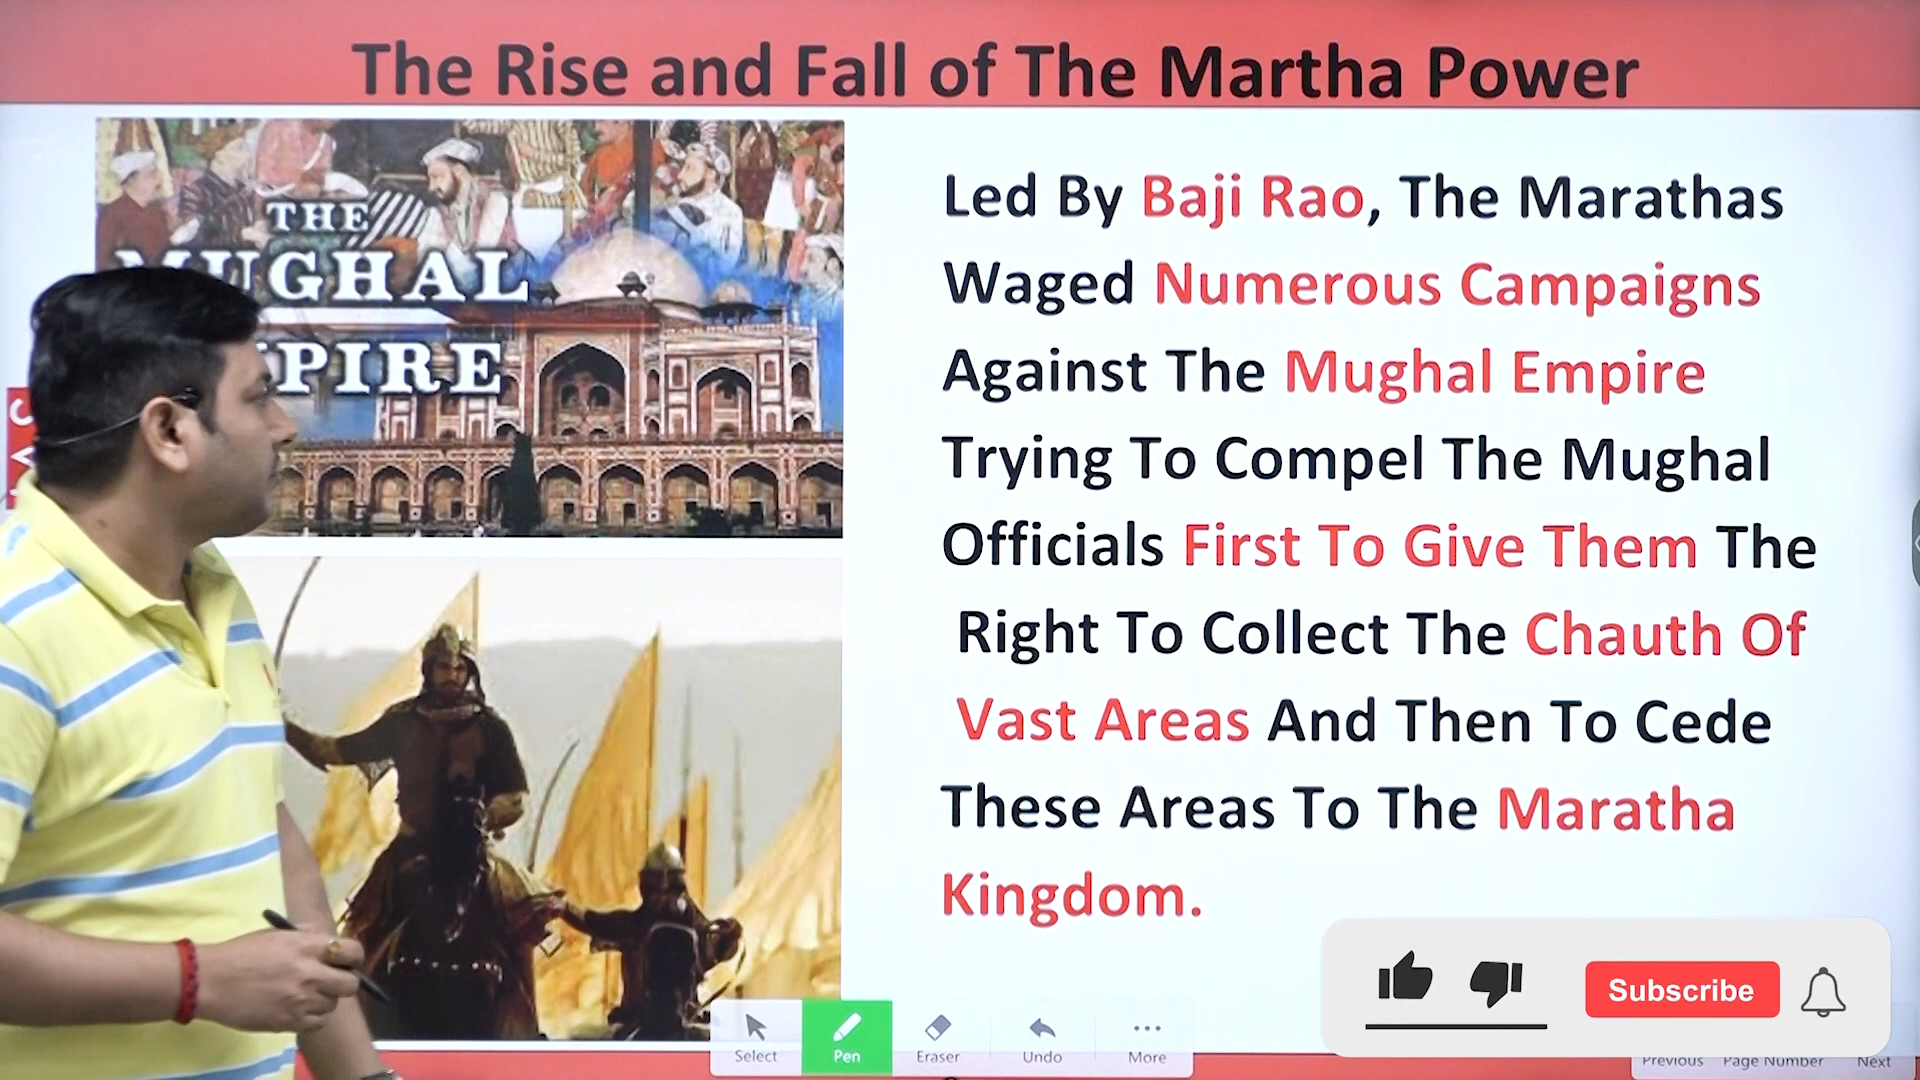 The Rise and Fall of The Martha Power
THE
MUGHAL
PIRE
Led By Baji Rao, The Marathas
Waged Numerous Campaigns
Against The Mughal Empire
Trying To Compel The Mughal
Officials First To Give Them The
Right To Collect The Chauth Of
Vast Areas And Then To Cede
These Areas To The Maratha
Kingdom.
Subscribe
Select
Pen
Eraser
Undo
More
Previous
Page Number
Next